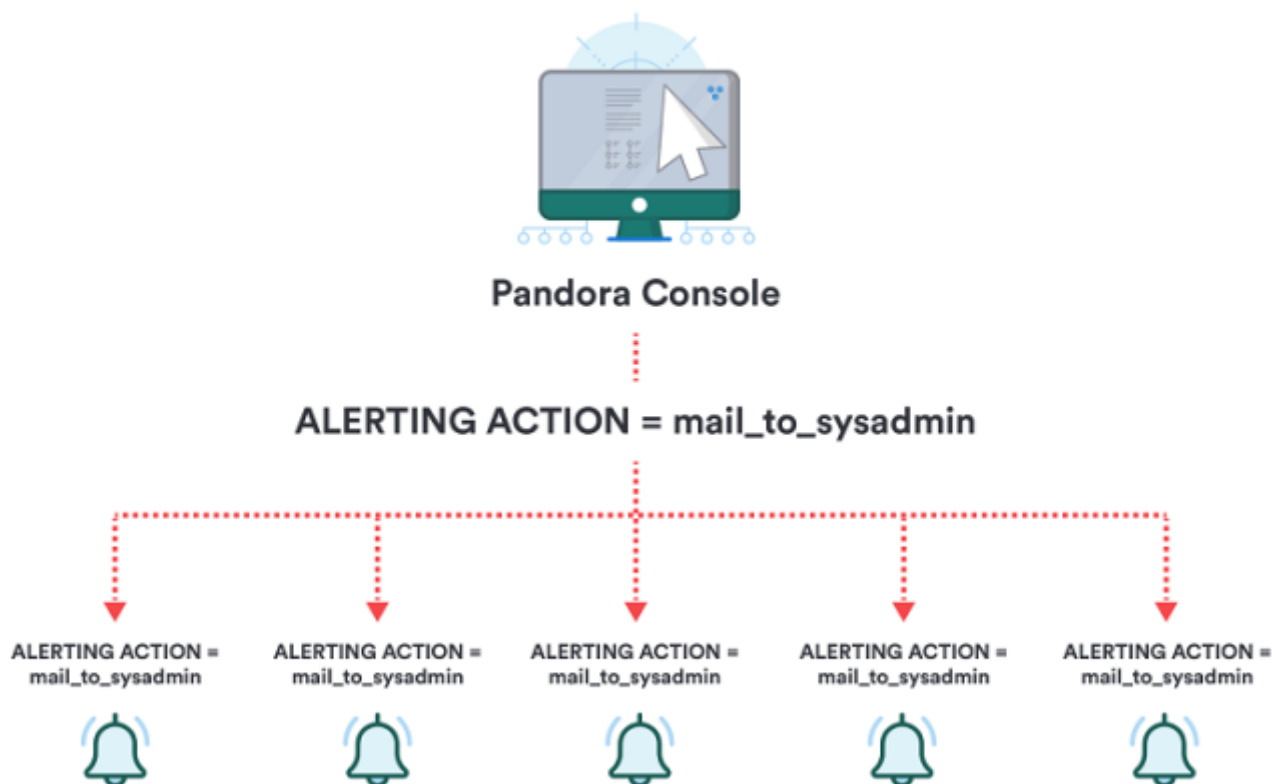 Pandora Console
ALERTING ACTION = mail_to_sysadmin
ALERTING ACTION =
mail_to_sysadmin
ALERTING ACTION =
mail_to_sysadmin
ALERTING ACTION =
mail_to_sysadmin
ALERTING ACTION =
mail_to_sysadmin
ALERTING ACTION =
mail_to_sysadmin